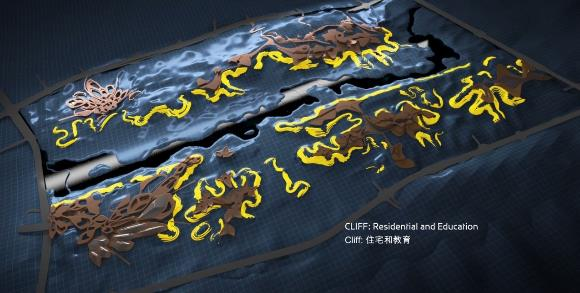 CLIFF: Residential and Education
Cliff: 住宅和教育